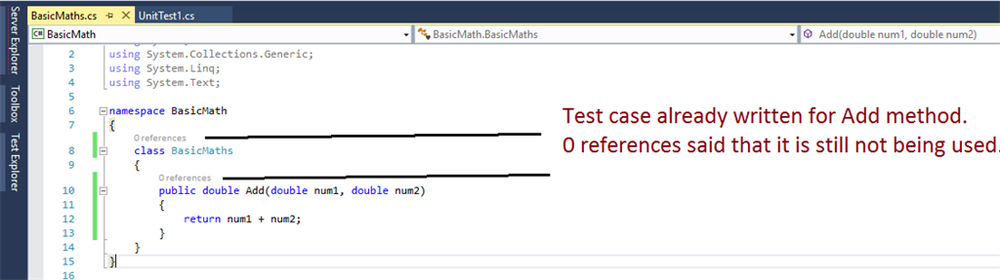 Server Explorer
Toolbox
Test Explorer
BasicMaths.cs
UnitTest1.cs
C# BasicMath
BasicMath.BasicMaths
Add(double num1, double num2)
2 using System.Collections.Generic;
3 using System.Linq;
4 using System.Text;
5
6 namespace BasicMath
7 {
0 references
8 class BasicMaths
9 {
0 references
10 public double Add(double num1, double num2)
11 {
12 return num1 + num2;
13 }
14 }
15 }
16
Test case already written for Add method.
0 references said that it is still not being used.